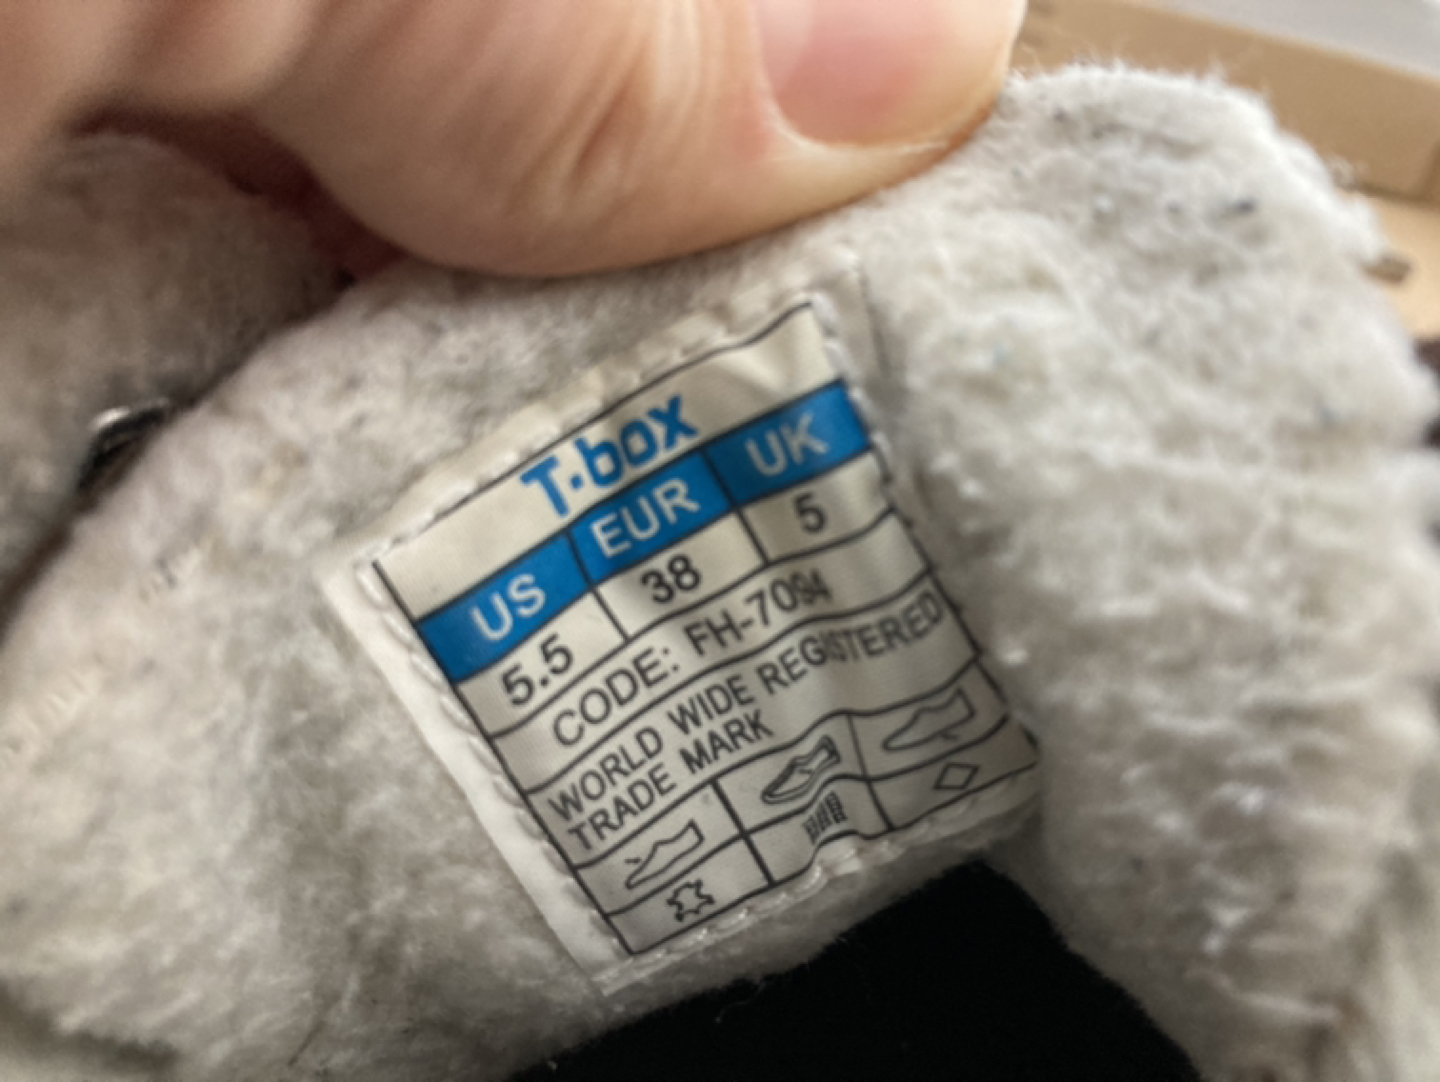 T-box
US EUR UK
5.5 38 5
CODE: FH-7094
WORLD WIDE REGISTERED
TRADE MARK